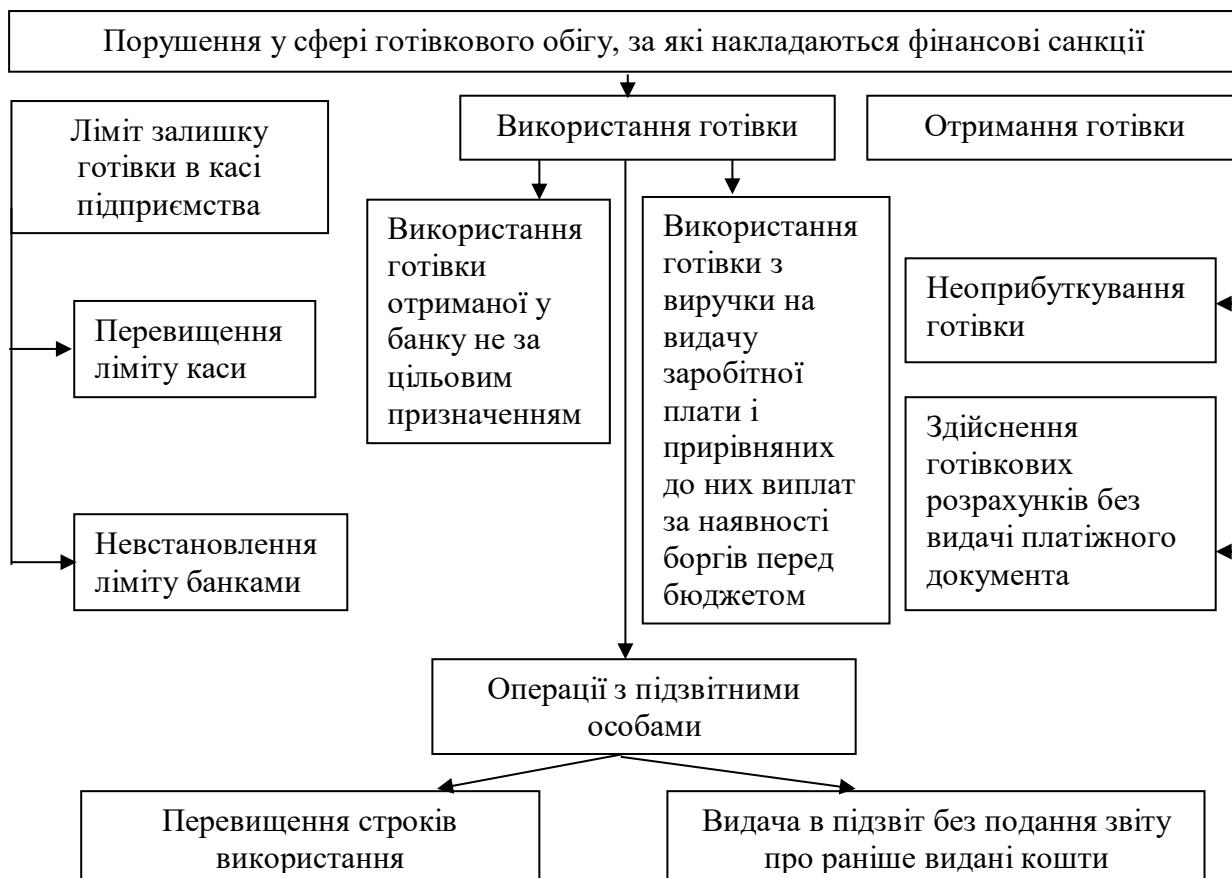 Порушення у сфері готівкового обігу, за які накладаються фінансові санкції
Ліміт залишку
готівки в касі
підприємства
Використання готівки
Отримання готівки
Перевищення
ліміту каси
Невстановлення
ліміту банками
Використання
готівки
отриманої у
банку не за
цільовим
призначенням
Використання
готівки з
виручки на
видачу
заробітної
плати і
прирівняних
до них виплат
за наявності
боргів перед
бюджетом
Неоприбуткування
готівки
Здійснення
готівкових
розрахунків без
видачі платіжного
документа
Операції з підзвітними
особами
Перевищення строків
використання
Видача в підзвіт без подання звіту
про раніше видані кошти